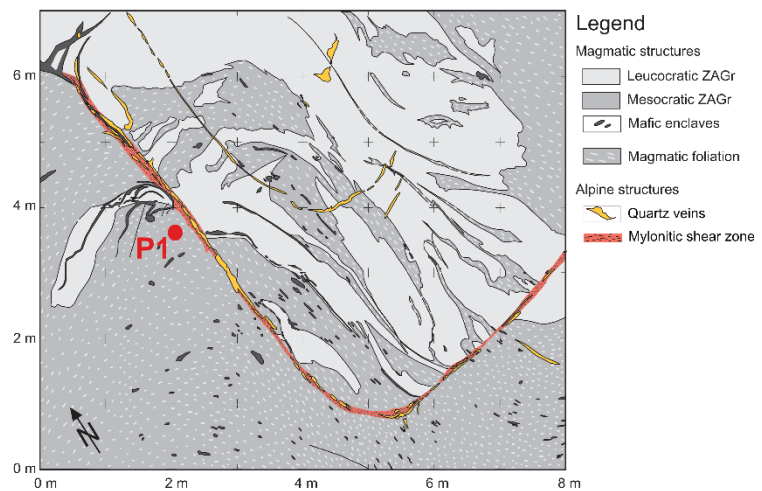 Legend
Magmatic structures
Leucocratic ZAGr
Mesocratic ZAGr
Mafic enclaves
Magmatic foliation
Alpine structures
Quartz veins
Mylonitic shear zone
6 m
4 m
2 m
0 m
P1
N
0 m
2 m
4 m
6 m
8 m